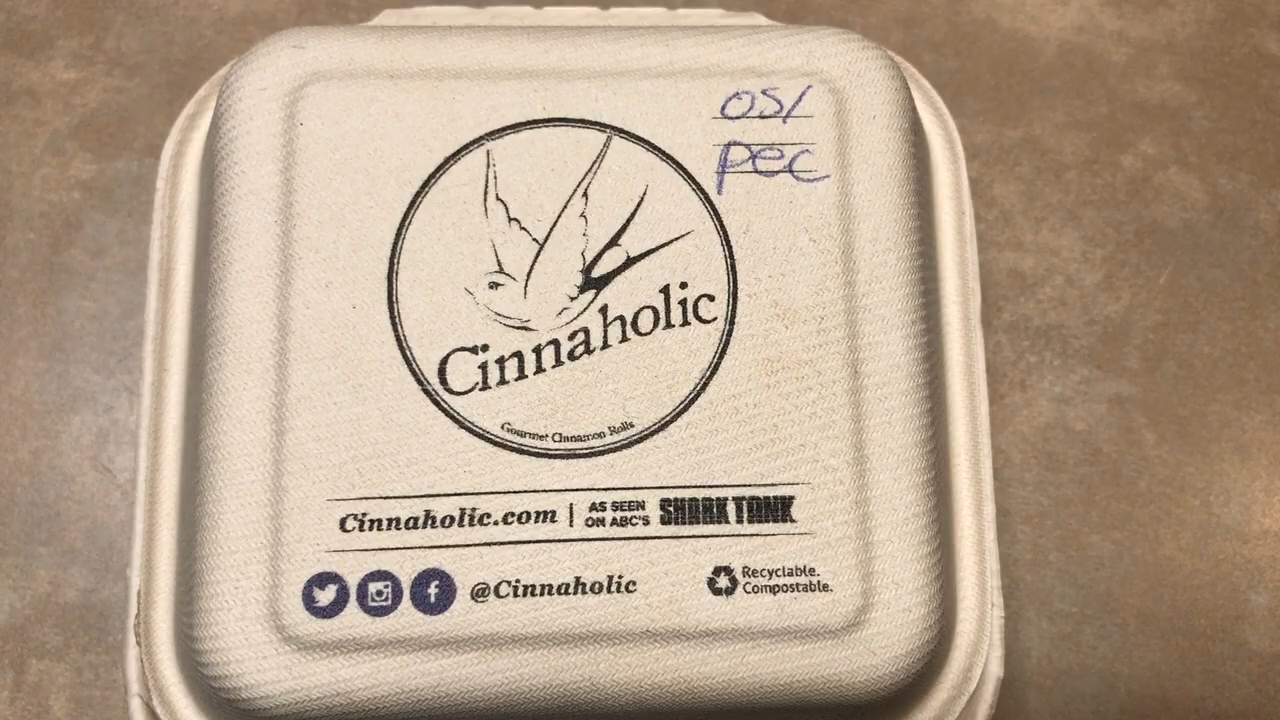 OS/
pec
Cinnaholic
Gourmet Cinnamon Rolls
Cinnaholic.com | AS SEEN ON ABC'S SHARK TANK
@Cinnaholic
Recyclable.
Compostable.